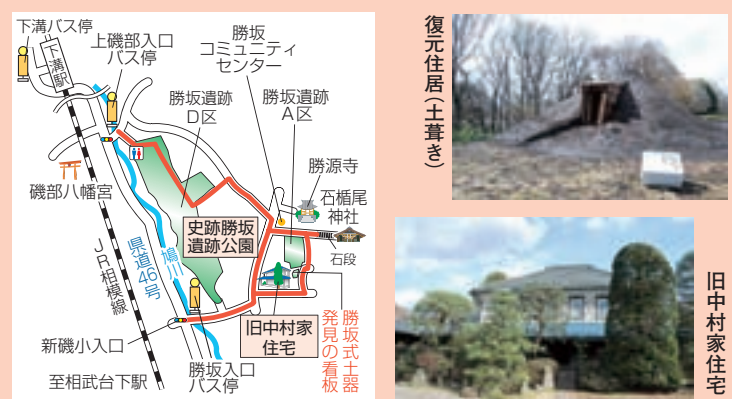 下溝バス停
下溝駅
上磯部入口
バス停
勝坂
コミュニティ
センター
勝坂遺跡
D区
勝坂遺跡
A区
勝源寺
石楯尾
神社
石段
磯部八幡宮
史跡勝坂
遺跡公園
JR相模線
県道46号
鳩川
旧中村家
住宅
勝坂式土器
発見の看板
新磯小入口
勝坂入口
バス停
至相武台下駅
復元住居(土葺き)
旧中村家住宅